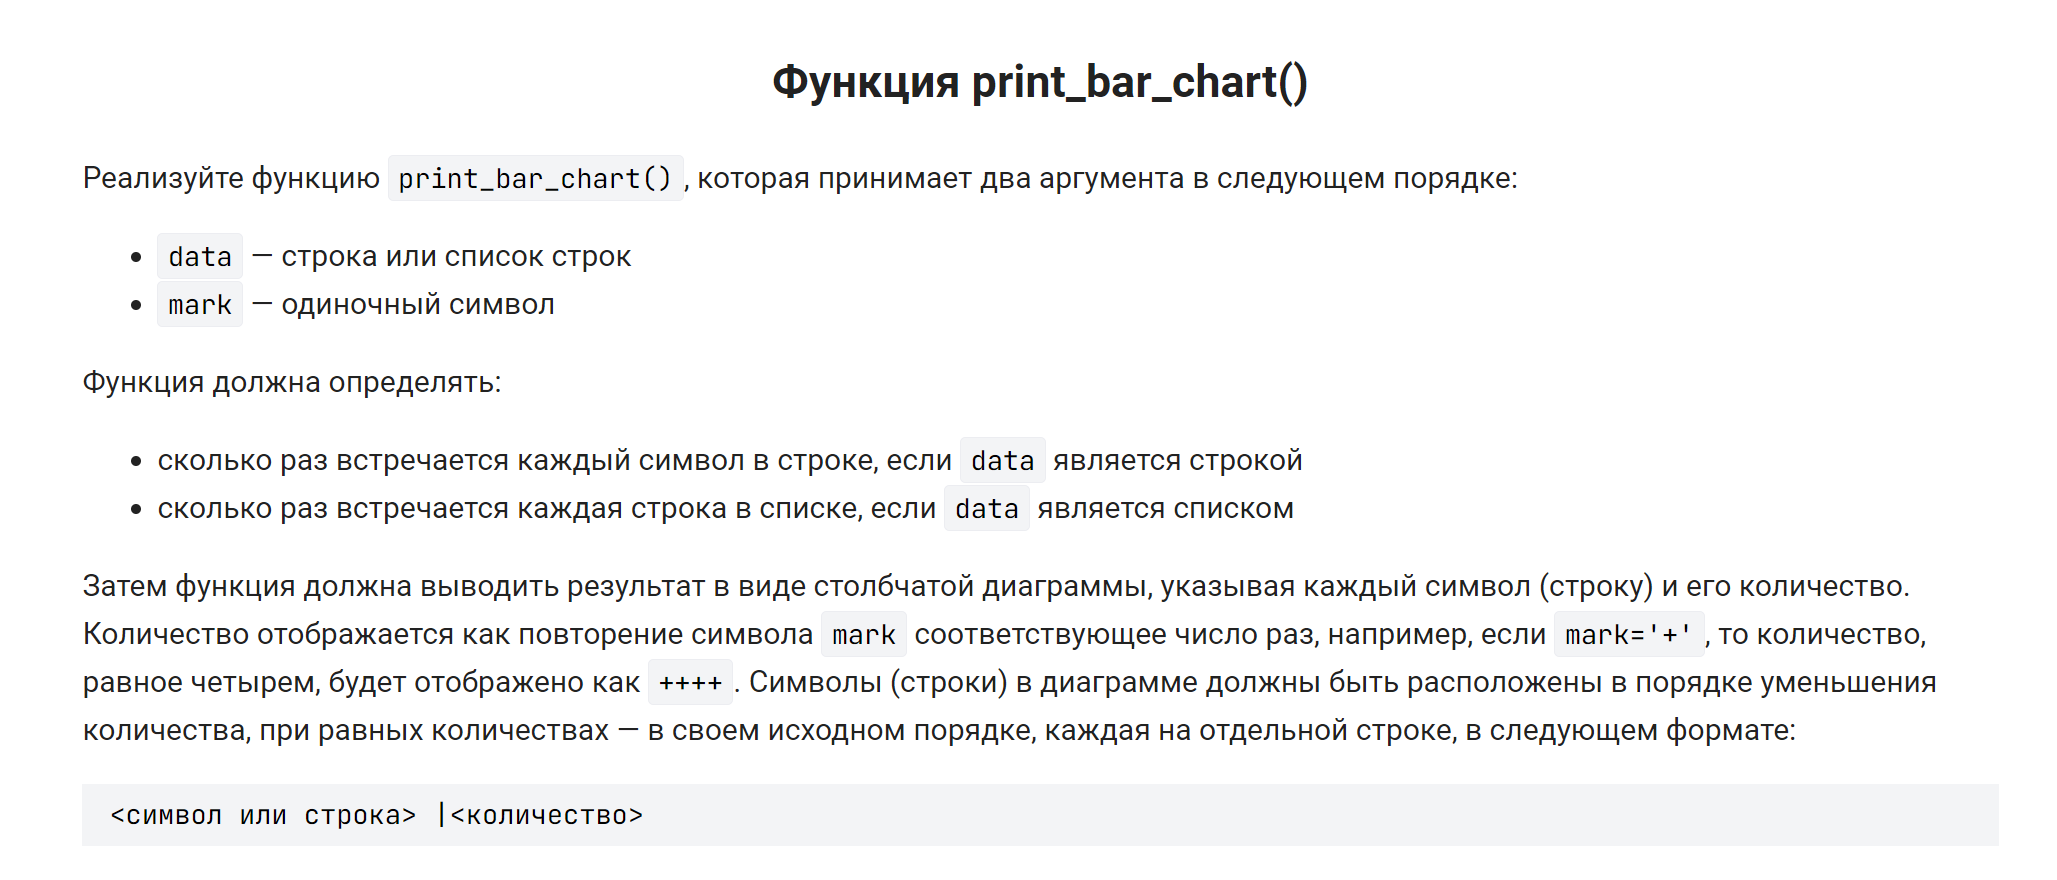 Функция print_bar_chart()
Реализуйте функцию print_bar_chart(), которая принимает два аргумента в следующем порядке:
• data — строка или список строк
• mark — одиночный символ
Функция должна определять:
• сколько раз встречается каждый символ в строке, если data является строкой
• сколько раз встречается каждая строка в списке, если data является списком
Затем функция должна выводить результат в виде столбчатой диаграммы, указывая каждый символ (строку) и его количество.
Количество отображается как повторение символа mark соответствующее число раз, например, если mark='+', то количество,
равное четырем, будет отображено как ++++. Символы (строки) в диаграмме должны быть расположены в порядке уменьшения
количества, при равных количествах — в своем исходном порядке, каждая на отдельной строке, в следующем формате:
<символ или строка> |<количество>